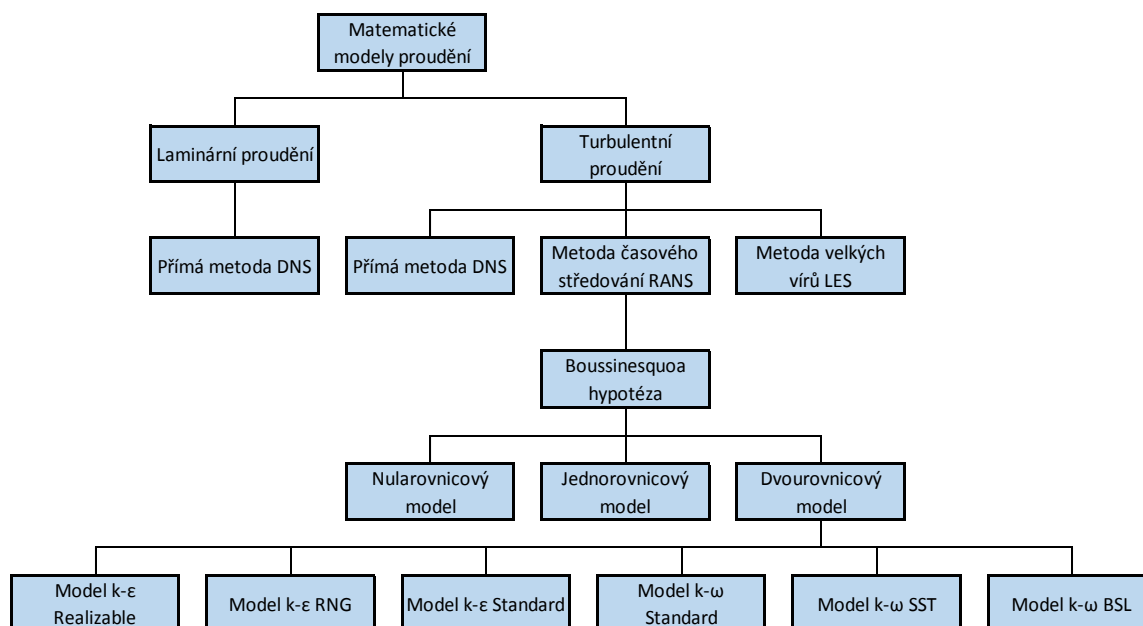 Matematické
modely proudění
Laminární proudění
Turbulentní
proudění
Přímá metoda DNS
Přímá metoda DNS
Metoda časového
středování RANS
Metoda velkých
vírů LES
Boussinesquoa
hypotéza
Nularovnicový
model
Jednorovnicový
model
Dvourovnicový
model
Model k-ε
Realizable
Model k-ε RNG
Model k-ε Standard
Model k-ω
Standard
Model k-ω SST
Model k-ω BSL